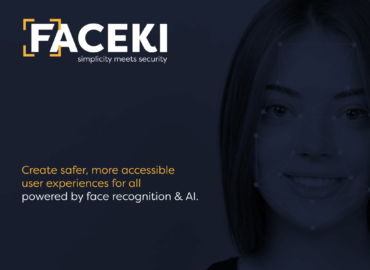 FACEKI
simplicity meets security
Create safer, more accessible
user experiences for all
powered by face recognition & AI.